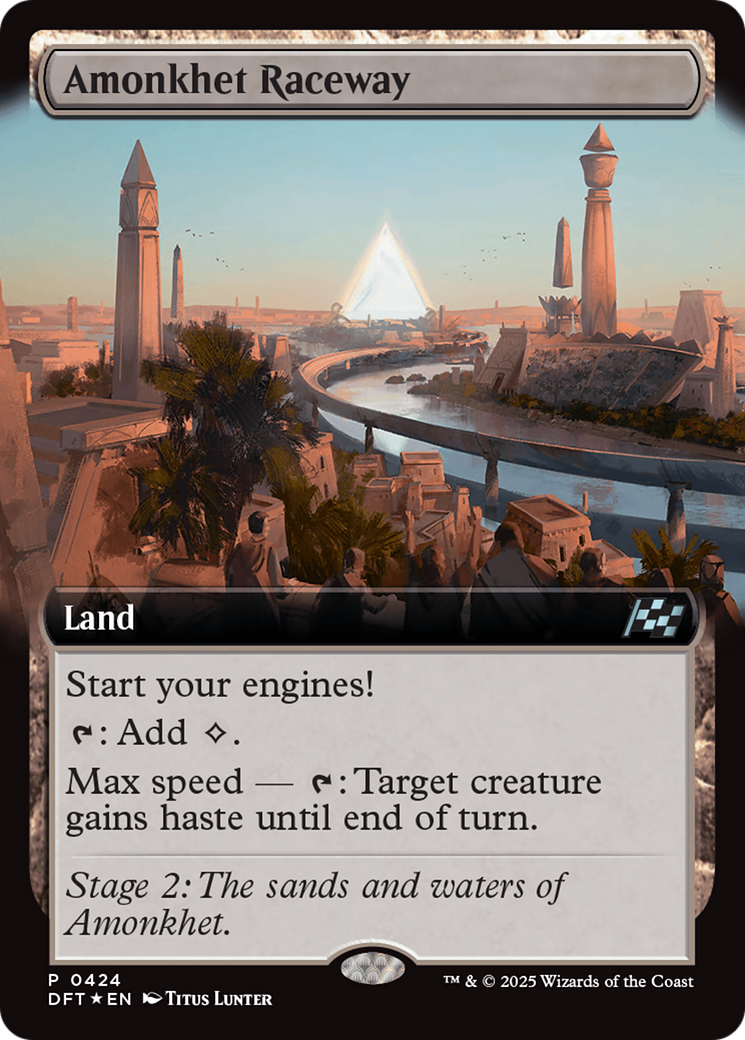 Amonkhet Raceway
Land
Start your engines!
: Add .
Max speed — : Target creature
gains haste until end of turn.
Stage 2: The sands and waters of
Amonkhet.
P 0424
DFT★EN Titus Lunter
™ & © 2025 Wizards of the Coast